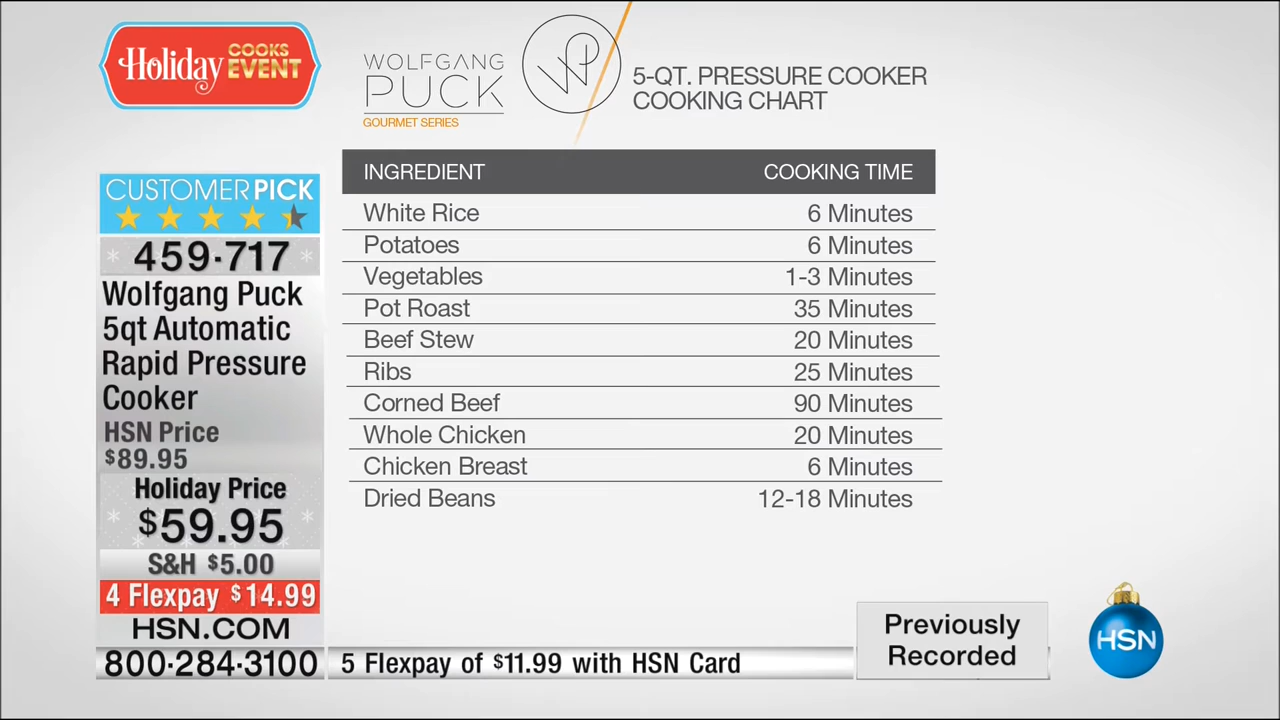 Holiday COOKS EVENT
WOLFGANG
PUCK
GOURMET SERIES
WP
5-QT. PRESSURE COOKER
COOKING CHART
INGREDIENT COOKING TIME
White Rice 6 Minutes
Potatoes 6 Minutes
Vegetables 1-3 Minutes
Pot Roast 35 Minutes
Beef Stew 20 Minutes
Ribs 25 Minutes
Corned Beef 90 Minutes
Whole Chicken 20 Minutes
Chicken Breast 6 Minutes
Dried Beans 12-18 Minutes
CUSTOMER PICK
459·717
Wolfgang Puck
5qt Automatic
Rapid Pressure
Cooker
HSN Price
$89.95
Holiday Price
$59.95
S&H $5.00
4 Flexpay $14.99
HSN.COM
800·284·3100
5 Flexpay of $11.99 with HSN Card
Previously
Recorded
HSN